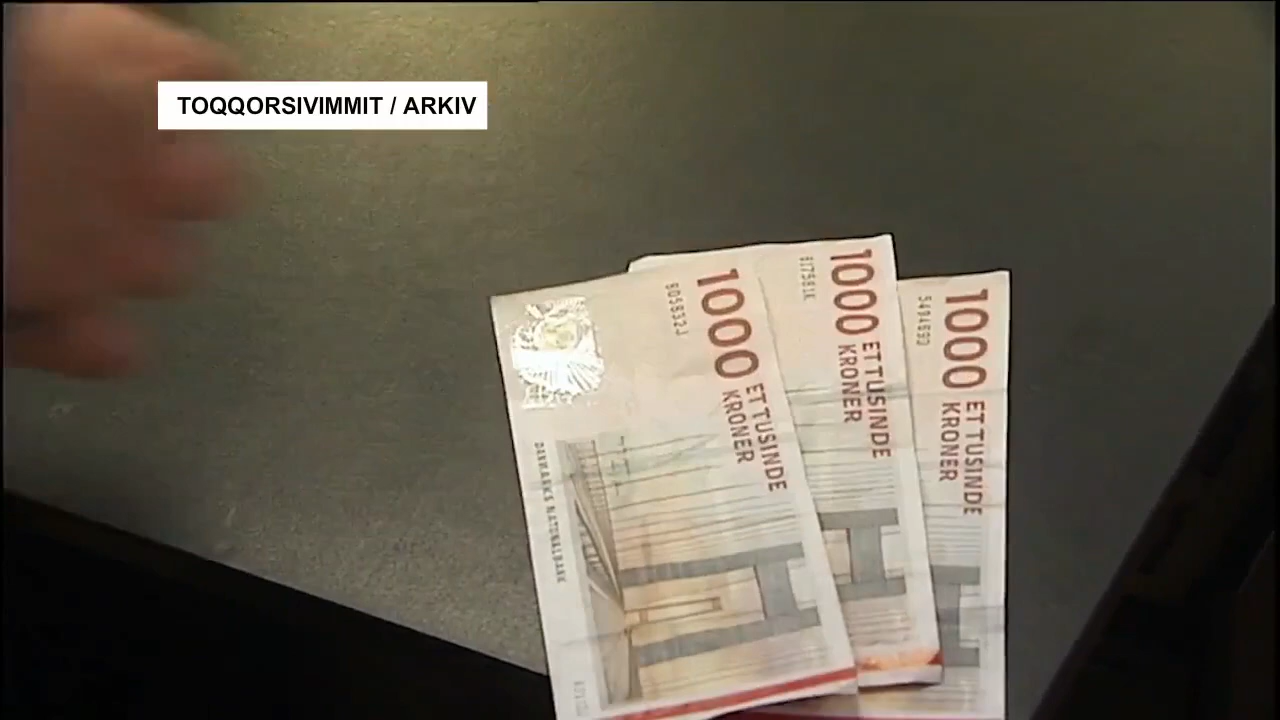 TOQQORSIVIMMIT / ARKIV
1000
ET TUSINDE
KRONER
DANMARKS NATIONALBANK
1000
ET TUSINDE
KRONER
1000
ET TUSINDE
KRONER